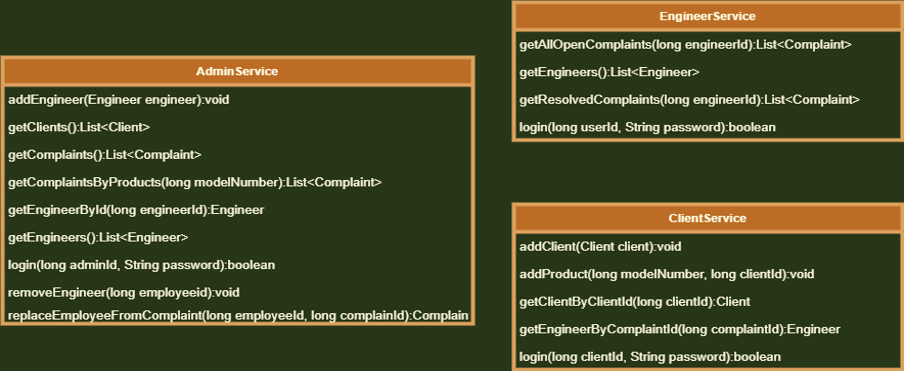 AdminService
addEngineer(Engineer engineer):void
getClients():List<Client>
getComplaints():List<Complaint>
getComplaintsByProducts(long modelNumber):List<Complaint>
getEngineerById(long engineerId):Engineer
getEngineers():List<Engineer>
login(long adminId, String password):boolean
removeEngineer(long employeeid):void
replaceEmployeeFromComplaint(long employeeId, long complainId):Complain
EngineerService
getAllOpenComplaints(long engineerId):List<Complaint>
getEngineers():List<Engineer>
getResolvedComplaints(long engineerId):List<Complaint>
login(long userId, String password):boolean
ClientService
addClient(Client client):void
addProduct(long modelNumber, long clientId):void
getClientByClientId(long clientId):Client
getEngineerByComplaintId(long complaintId):Engineer
login(long clientId, String password):boolean